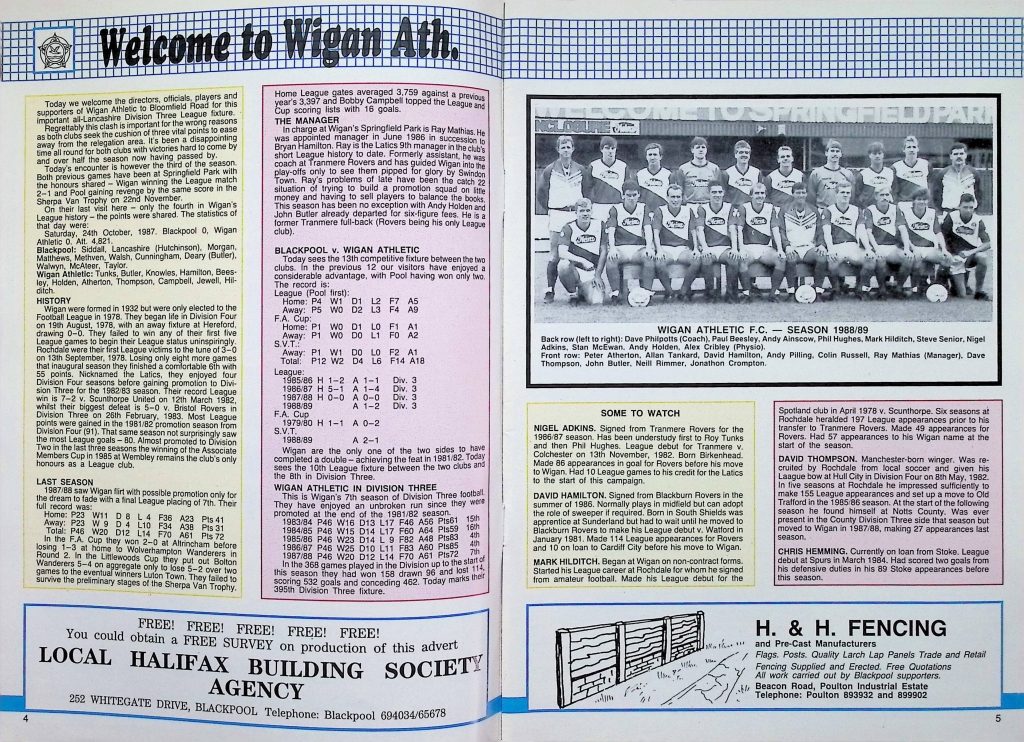 Welcome to Wigan Ath.
Today we welcome the directors, officials, players and
supporters of Wigan Athletic to Bloomfield Road for this
important all-Lancashire Division Three League fixture.
Regrettably this clash is important for the wrong reasons
as both clubs seek the cushion of three vital points to ease
away from the relegation area. It's been a disappointing
time all round for both clubs with victories hard to come by
and over half the season now having passed by.
Today's encounter is however the third of the season.
Both previous games have been at Springfield Park with
the honours shared – Wigan winning the League match
2–1 and Pool gaining revenge by the same score in the
Sherpa Van Trophy on 22nd November.
On their last visit here – only the fourth in Wigan's
League history – the points were shared. The statistics of
that day were:
Saturday, 24th October, 1987. Blackpool 0, Wigan
Athletic 0. Att. 4,821.
Blackpool: Siddall, Lancashire (Hutchinson), Morgan,
Matthews, Methven, Walsh, Cunningham, Deary (Butler),
Walwyn, McAteer, Taylor.
Wigan Athletic: Tunks, Butler, Knowles, Hamilton, Bees-
ley, Holden, Atherton, Thompson, Campbell, Jewell, Hil-
ditch.
HISTORY
Wigan were formed in 1932 but were only elected to the
Football League in 1978. They began life in Division Four
on 19th August, 1978, with an away fixture at Hereford,
drawing 0–0. They failed to win any of their first five
League games to begin their League status uninspiringly.
Rochdale were their first League victims to the tune of 3–0
on 13th September, 1978. Losing only eight more games
that inaugural season they finished a comfortable 6th with
55 points. Nicknamed the Latics, they enjoyed four
Division Four seasons before gaining promotion to Divi-
sion Three for the 1982/83 season. Their record League
win is 7–2 v. Scunthorpe United on 12th March 1982,
whilst their biggest defeat is 5–0 v. Bristol Rovers in
Division Three on 26th February, 1983. Most League
points were gained in the 1981/82 promotion season from
Division Four (91). That same season not surprisingly saw
the most League goals – 80. Almost promoted to Division
Two in the last three seasons the winning of the Associate
Members Cup in 1985 at Wembley remains the club's only
honours as a League club.
LAST SEASON
1987/88 saw Wigan flirt with possible promotion only for
the dream to fade with a final League placing of 7th. Their
full record was:
Home: P23 W11 D 8 L 4 F36 A23 Pts 41
Away: P23 W 9 D 4 L10 F34 A38 Pts 31
Total: P46 W20 D12 L14 F70 A61 Pts 72
In the F.A. Cup they won 2–0 at Altrincham before
losing 1–3 at home to Wolverhampton Wanderers in
Round 2. In the Littlewoods Cup they put out Bolton
Wanderers 5–4 on aggregate only to lose 5–2 over two
games to the eventual winners Luton Town. They failed to
survive the preliminary stages of the Sherpa Van Trophy.
Home League gates averaged 3,759 against a previous
year's 3,397 and Bobby Campbell topped the League and
Cup scoring lists with 16 goals.
THE MANAGER
In charge at Wigan's Springfield Park is Ray Mathias. He
was appointed manager in June 1986 in succession to
Bryan Hamilton. Ray is the Latics 9th manager in the club's
short League history to date. Formerly assistant, he was
coach at Tranmere Rovers and has guided Wigan into the
play-offs only to see them pipped for glory by Swindon
Town. Ray's problems of late have been the catch 22
situation of trying to build a promotion squad on little
money and having to sell players to balance the books.
This season has been no exception with Andy Holden and
John Butler already departed for six-figure fees. He is a
former Tranmere full-back (Rovers being his only League
club).
BLACKPOOL v. WIGAN ATHLETIC
Today sees the 13th competitive fixture between the two
clubs. In the previous 12 our visitors have enjoyed a
considerable advantage, with Pool having won only two.
The record is:
League (Pool first):
Home: P4 W1 D1 L2 F7 A5
Away: P5 W0 D2 L3 F4 A9
F.A. Cup:
Home: P1 W0 D1 L0 F1 A1
Away: P1 W0 D0 L1 F0 A2
S.V.T.:
Away: P1 W1 D0 L0 F2 A1
Total: P12 W2 D4 L6 F14 A18
League:
1985/86 H 1–2 A 1–1 Div. 3
1986/87 H 5–1 A 1–4 Div. 3
1987/88 H 0–0 A 0–0 Div. 3
1988/89 A 1–2 Div. 3
F.A. Cup
1979/80 H 1–1 A 0–2
S.V.T.
1988/89 A 2–1
Wigan are the only one of the two sides to have
completed a double – achieving the feat in 1981/82. Today
sees the 10th League fixture between the two clubs and
the 8th in Division Three.
WIGAN ATHLETIC IN DIVISION THREE
This is Wigan's 7th season of Division Three football.
They have enjoyed an unbroken run since they were
promoted at the end of the 1981/82 season.
1983/84 P46 W16 D13 L17 F46 A56 Pts61 15th
1984/85 P46 W15 D14 L17 F60 A64 Pts59 16th
1985/86 P46 W23 D14 L 9 F82 A48 Pts83 4th
1986/87 P46 W25 D10 L11 F83 A60 Pts85 4th
1987/88 P46 W20 D12 L14 F70 A61 Pts72 7th
In the 368 games played in the Division up to the start of
this season they had won 158 drawn 96 and lost 114,
scoring 532 goals and conceding 462. Today marks their
395th Division Three fixture.
FREE! FREE! FREE! FREE! FREE!
You could obtain a FREE SURVEY on production of this advert
LOCAL HALIFAX BUILDING SOCIETY
AGENCY
252 WHITEGATE DRIVE, BLACKPOOL Telephone: Blackpool 694034/65678
4
WELCOME TO SPRINGFIELD PARK
NCLOSURE
WIGAN ATHLETIC F.C. — SEASON 1988/89
Back row (left to right): Dave Philpotts (Coach), Paul Beesley, Andy Ainscow, Phil Hughes, Mark Hilditch, Steve Senior, Nigel
Adkins, Stan McEwan, Andy Holden, Alex Cribley (Physio).
Front row: Peter Atherton, Allan Tankard, David Hamilton, Andy Pilling, Colin Russell, Ray Mathias (Manager), Dave
Thompson, John Butler, Neill Rimmer, Jonathon Crompton.
SOME TO WATCH
NIGEL ADKINS. Signed from Tranmere Rovers for the
1986/87 season. Has been understudy first to Roy Tunks
and then Phil Hughes. League debut for Tranmere v.
Colchester on 13th November, 1982. Born Birkenhead.
Made 86 appearances in goal for Rovers before his move
to Wigan. Had 10 League games to his credit for the Latics
to the start of this campaign.
DAVID HAMILTON. Signed from Blackburn Rovers in the
summer of 1986. Normally plays in midfield but can adopt
the role of sweeper if required. Born in South Shields was
apprentice at Sunderland but had to wait until he moved to
Blackburn Rovers to make his League debut v. Watford in
January 1981. Made 114 League appearances for Rovers
and 10 on loan to Cardiff City before his move to Wigan.
MARK HILDITCH. Began at Wigan on non-contract forms.
Started his League career at Rochdale for whom he signed
from amateur football. Made his League debut for the
Spotland club in April 1978 v. Scunthorpe. Six seasons at
Rochdale heralded 197 League appearances prior to his
transfer to Tranmere Rovers. Made 49 appearances for
Rovers. Had 57 appearances to his Wigan name at the
start of the season.
DAVID THOMPSON. Manchester-born winger. Was re-
cruited by Rochdale from local soccer and given his
League bow at Hull City in Division Four on 8th May, 1982.
In five seasons at Rochdale he impressed sufficiently to
make 155 League appearances and set up a move to Old
Trafford in the 1985/86 season. At the start of the following
season he found himself at Notts County. Was ever
present in the County Division Three side that season but
moved to Wigan in 1987/88, making 27 appearances last
season.
CHRIS HEMMING. Currently on loan from Stoke. League
debut at Spurs in March 1984. Had scored two goals from
his defensive duties in his 89 Stoke appearances before
this season.
H. & H. FENCING
and Pre-Cast Manufacturers
Flags. Posts. Quality Larch Lap Panels Trade and Retail
Fencing Supplied and Erected. Free Quotations
All work carried out by Blackpool supporters.
Beacon Road, Poulton Industrial Estate
Telephone: Poulton 893932 and 899902
5